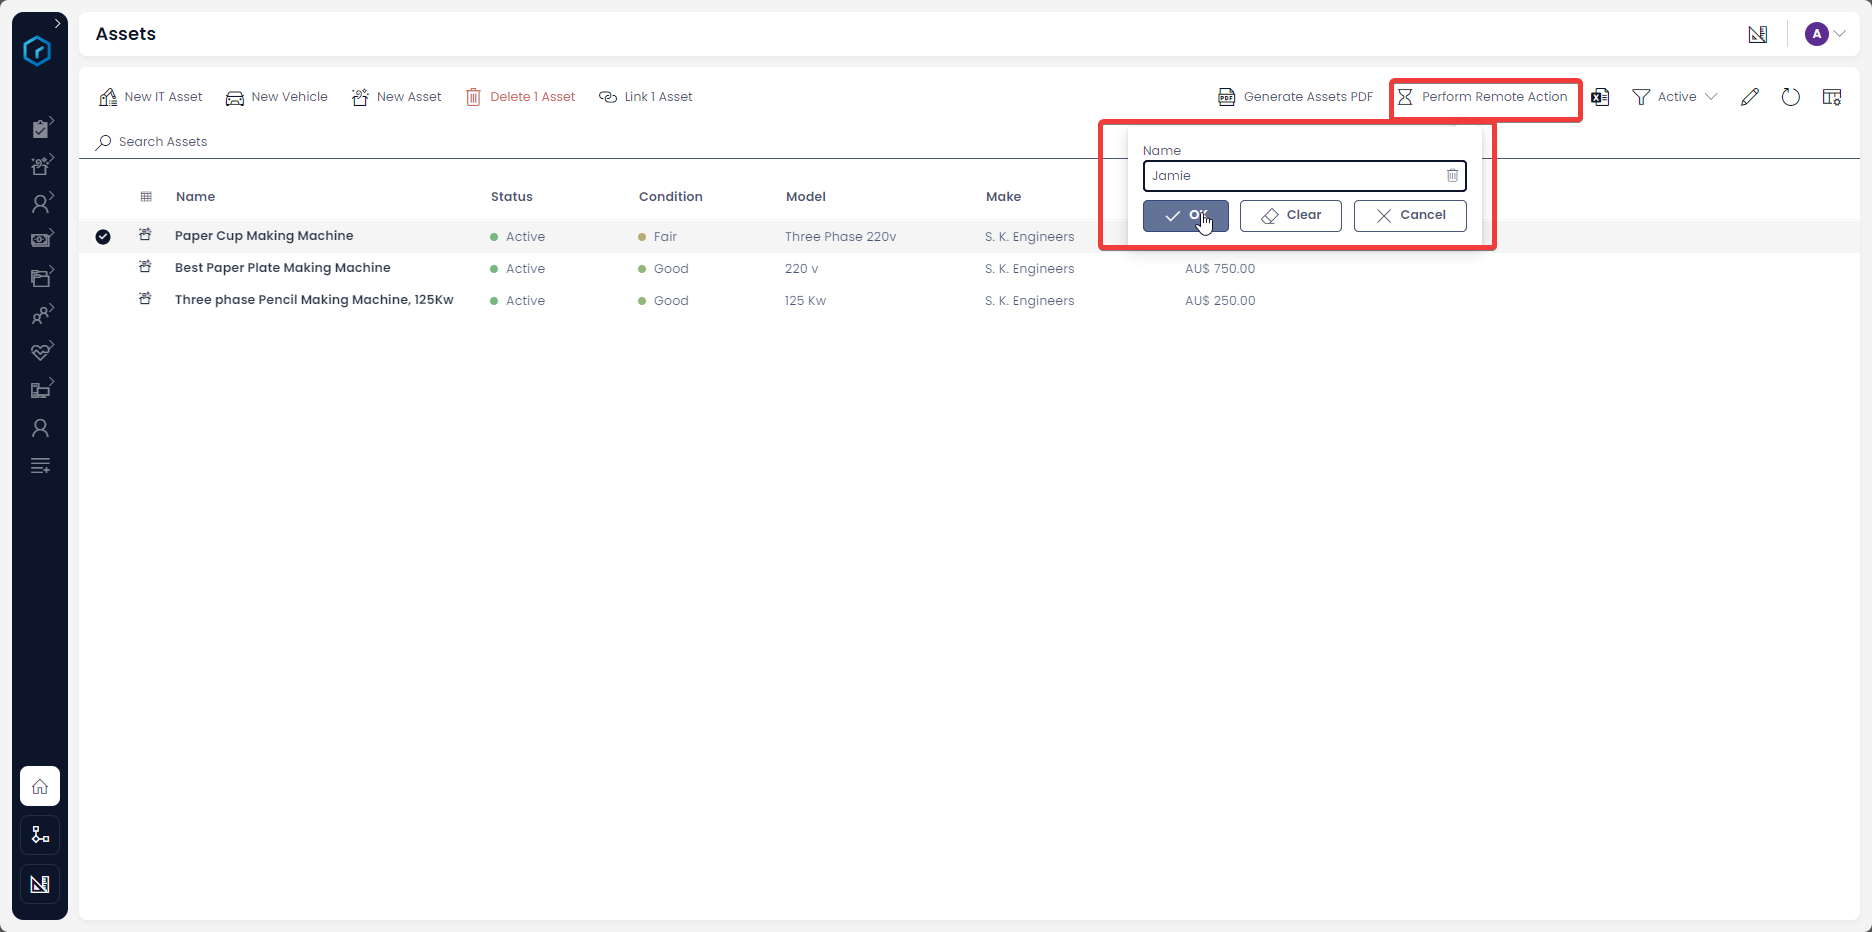 Assets
A
New IT Asset New Vehicle New Asset Delete 1 Asset Link 1 Asset PDF Generate Assets PDF Perform Remote Action Active
Search Assets
Name
Jamie
OK Clear Cancel
Name Status Condition Model Make
Paper Cup Making Machine Active Fair Three Phase 220v S. K. Engineers
Best Paper Plate Making Machine Active Good 220 v S. K. Engineers AU$ 750.00
Three phase Pencil Making Machine, 125Kw Active Good 125 Kw S. K. Engineers AU$ 250.00